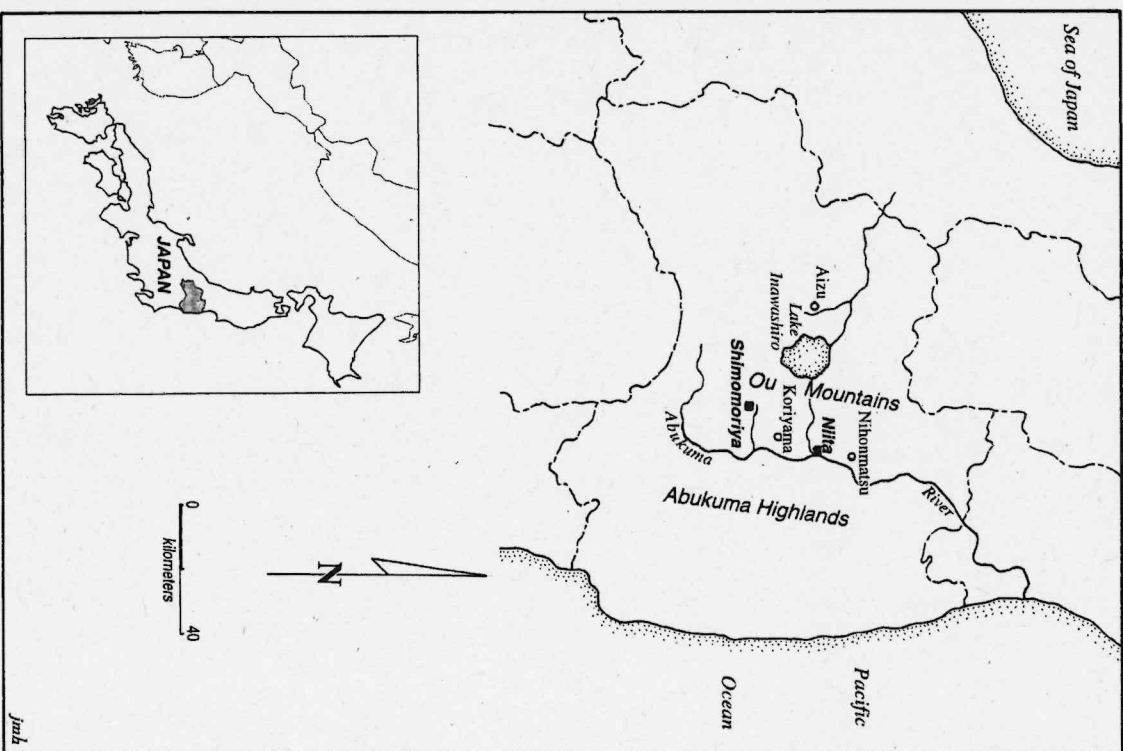 Sea of Japan
Aizu
Lake
Inawashiro
Ou Mountains
Shimomoriya
Koriyama
Niita
Nihonmatsu
Abukuma
River
Abukuma Highlands
Pacific
Ocean
JAPAN
N
0
40
kilometers
jmh